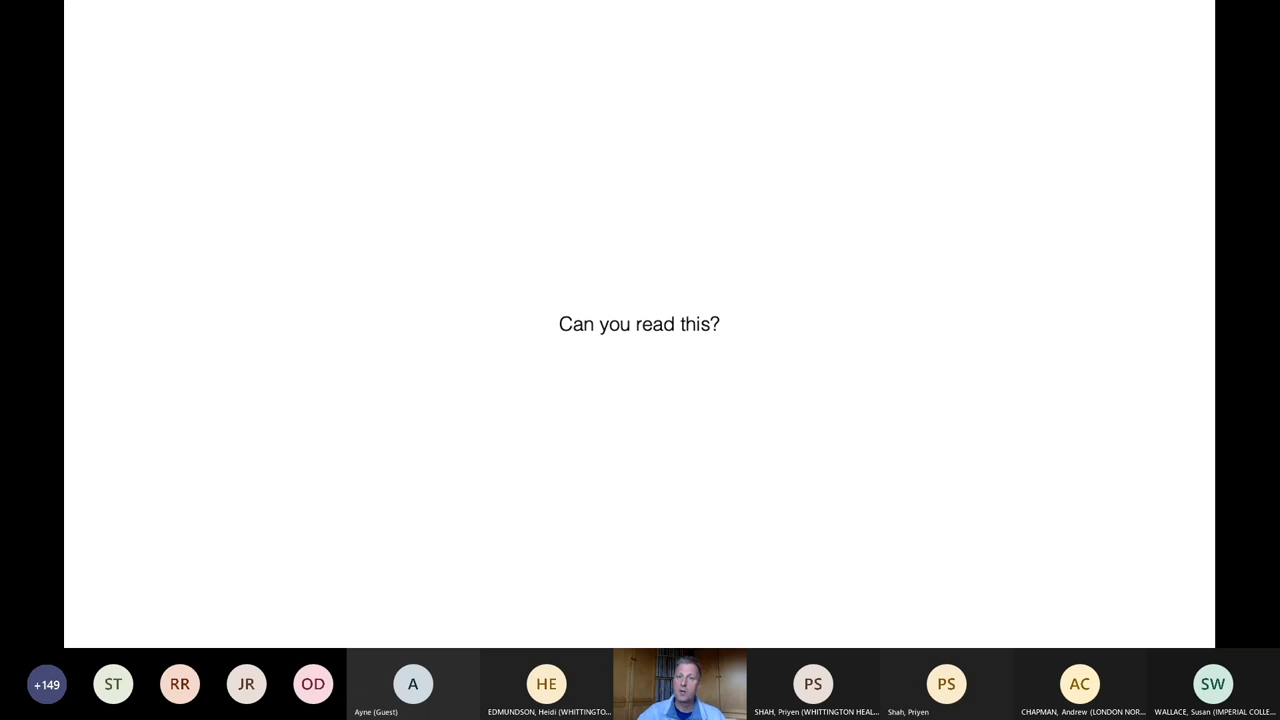 Can you read this?
+149
ST
RR
JR
OD
A
HE
PS
PS
AC
SW
Ayne (Guest)
EDMUNDSON, Heidi (WHITTINGTO...
SHAH, Priyen (WHITTINGTON HEAL...
Shah, Priyen
CHAPMAN, Andrew (LONDON NOR...
WALLACE, Susan (IMPERIAL COLLE...